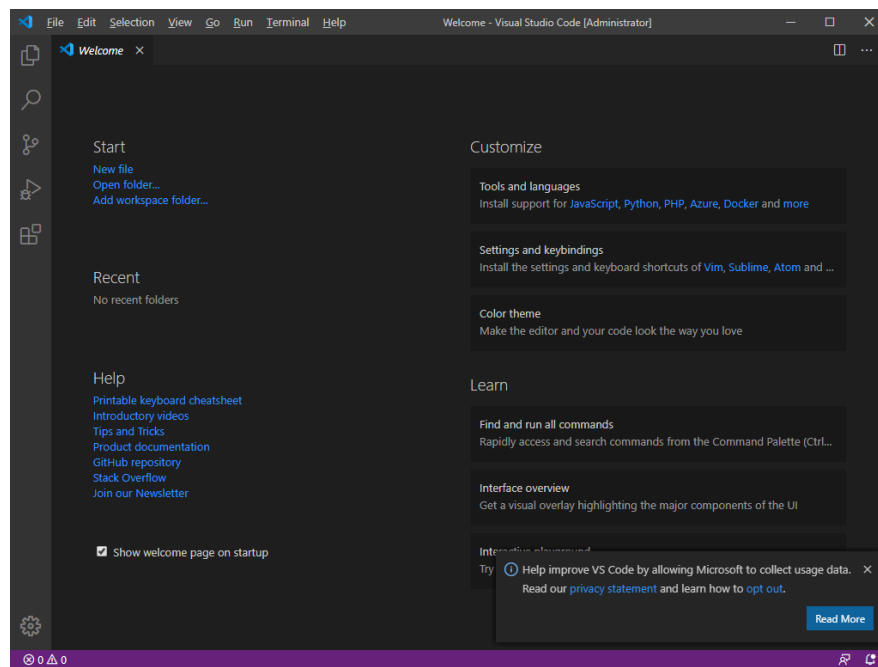 File Edit Selection View Go Run Terminal Help
Welcome - Visual Studio Code [Administrator]
Welcome
Start
New file
Open folder...
Add workspace folder...
Recent
No recent folders
Help
Printable keyboard cheatsheet
Introductory videos
Tips and Tricks
Product documentation
GitHub repository
Stack Overflow
Join our Newsletter
Show welcome page on startup
Customize
Tools and languages
Install support for JavaScript, Python, PHP, Azure, Docker and more
Settings and keybindings
Install the settings and keyboard shortcuts of Vim, Sublime, Atom and ...
Color theme
Make the editor and your code look the way you love
Learn
Find and run all commands
Rapidly access and search commands from the Command Palette (Ctrl...
Interface overview
Get a visual overlay highlighting the major components of the UI
Try
Help improve VS Code by allowing Microsoft to collect usage data.
Read our privacy statement and learn how to opt out.
Read More
0 0